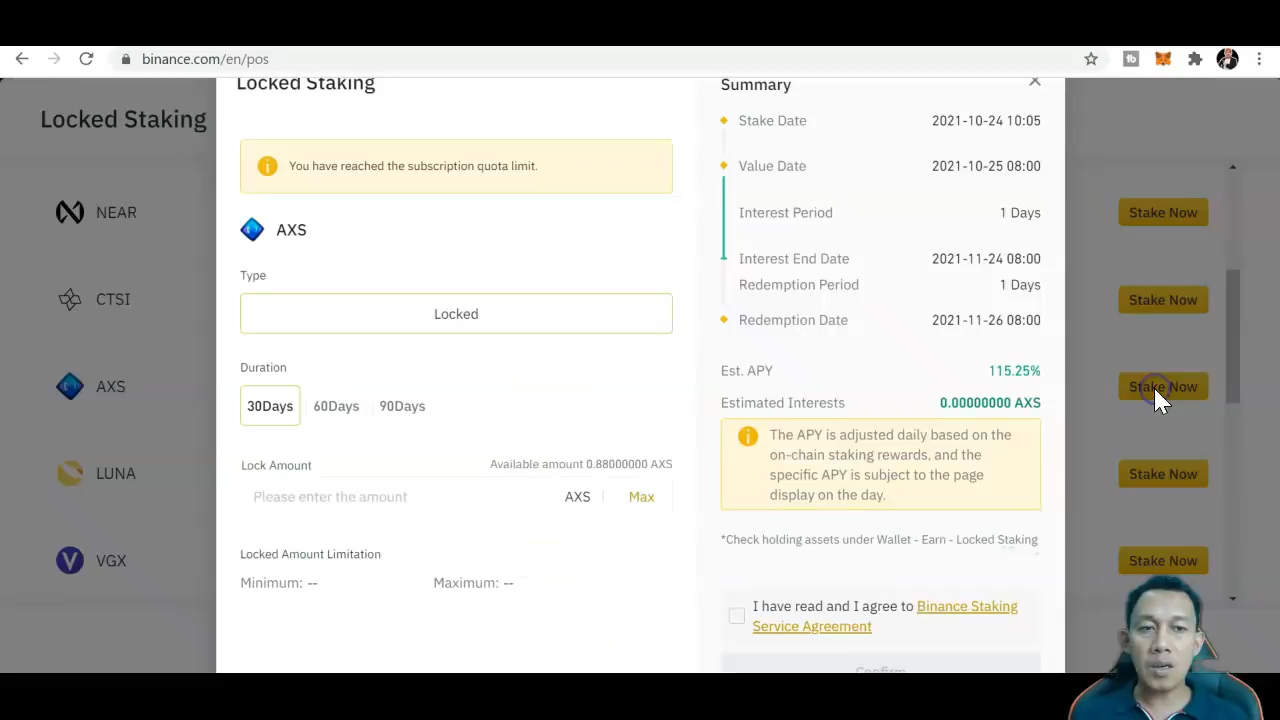 binance.com/en/pos
Locked Staking
NEAR
CTSI
AXS
LUNA
VGX
Locked Staking
You have reached the subscription quota limit.
AXS
Type
Locked
Duration
30Days 60Days 90Days
Lock Amount Available amount 0.88000000 AXS
Please enter the amount AXS Max
Locked Amount Limitation
Minimum: -- Maximum: --
Summary
Stake Date 2021-10-24 10:05
Value Date 2021-10-25 08:00
Interest Period 1 Days
Interest End Date 2021-11-24 08:00
Redemption Period 1 Days
Redemption Date 2021-11-26 08:00
Est. APY 115.25%
Estimated Interests 0.00000000 AXS
The APY is adjusted daily based on the
on-chain staking rewards, and the
specific APY is subject to the page
display on the day.
*Check holding assets under Wallet - Earn - Locked Staking
I have read and I agree to Binance Staking
Service Agreement
Confirm
Stake Now
Stake Now
Stake Now
Stake Now
Stake Now